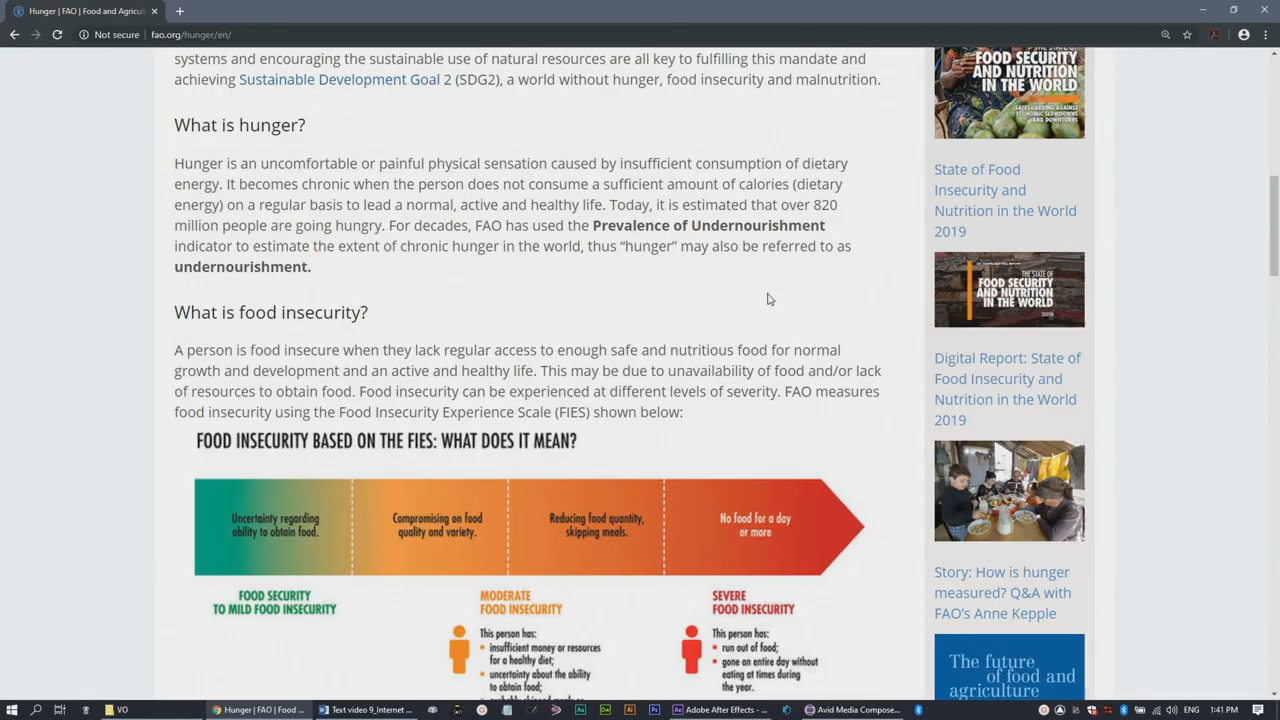 Hunger | FAO | Food and Agricul
Not secure
fao.org/hunger/en/
systems and encouraging the sustainable use of natural resources are all key to fulfilling this mandate and
achieving Sustainable Development Goal 2 (SDG2), a world without hunger, food insecurity and malnutrition.
What is hunger?
Hunger is an uncomfortable or painful physical sensation caused by insufficient consumption of dietary
energy. It becomes chronic when the person does not consume a sufficient amount of calories (dietary
energy) on a regular basis to lead a normal, active and healthy life. Today, it is estimated that over 820
million people are going hungry. For decades, FAO has used the Prevalence of Undernourishment
indicator to estimate the extent of chronic hunger in the world, thus “hunger” may also be referred to as
undernourishment.
What is food insecurity?
A person is food insecure when they lack regular access to enough safe and nutritious food for normal
growth and development and an active and healthy life. This may be due to unavailability of food and/or lack
of resources to obtain food. Food insecurity can be experienced at different levels of severity. FAO measures
food insecurity using the Food Insecurity Experience Scale (FIES) shown below:
FOOD INSECURITY BASED ON THE FIES: WHAT DOES IT MEAN?
Uncertainty regarding
ability to obtain food.
Compromising on food
quality and variety.
Reducing food quantity,
skipping meals.
No food for a day
or more
FOOD SECURITY
TO MILD FOOD INSECURITY
MODERATE
FOOD INSECURITY
This person has:
insufficient money or resources
for a healthy diet;
uncertainty about the ability
to obtain food;
SEVERE
FOOD INSECURITY
This person has:
run out of food;
gone an entire day without
eating at times during
the year.
FOOD SECURITY
AND NUTRITION
IN THE WORLD
SAFEGUARDING AGAINST
ECONOMIC SLOWDOWNS
AND DOWNTURNS
State of Food
Insecurity and
Nutrition in the World
2019
THE STATE OF
FOOD SECURITY
AND NUTRITION
IN THE WORLD
2019
Digital Report: State of
Food Insecurity and
Nutrition in the World
2019
Story: How is hunger
measured? Q&A with
FAO's Anne Kepple
The future
of food and
agriculture
VO
Hunger | FAO | Food ...
Text video 9_Internet ...
Adobe After Effects - ...
Avid Media Compose...
ENG
1:41 PM